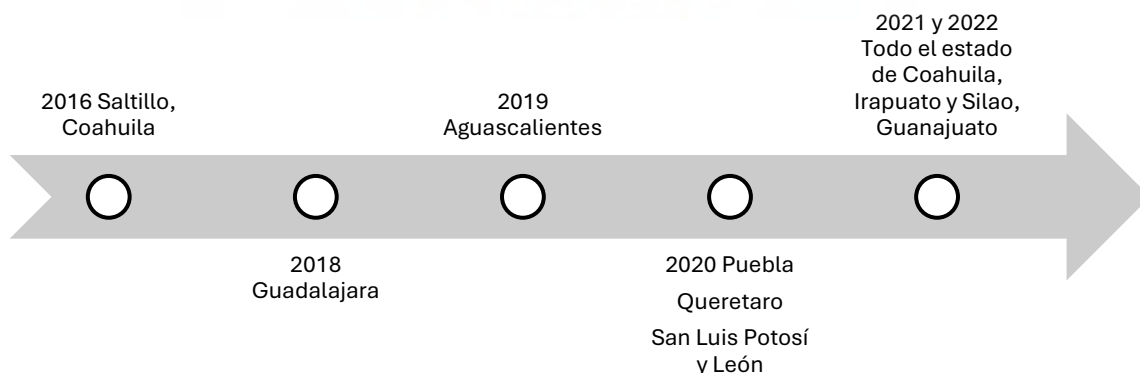 2016 Saltillo,
Coahuila
2018
Guadalajara
2019
Aguascalientes
2020 Puebla
Queretaro
San Luis Potosí
y León
2021 y 2022
Todo el estado
de Coahuila,
Irapuato y Silao,
Guanajuato